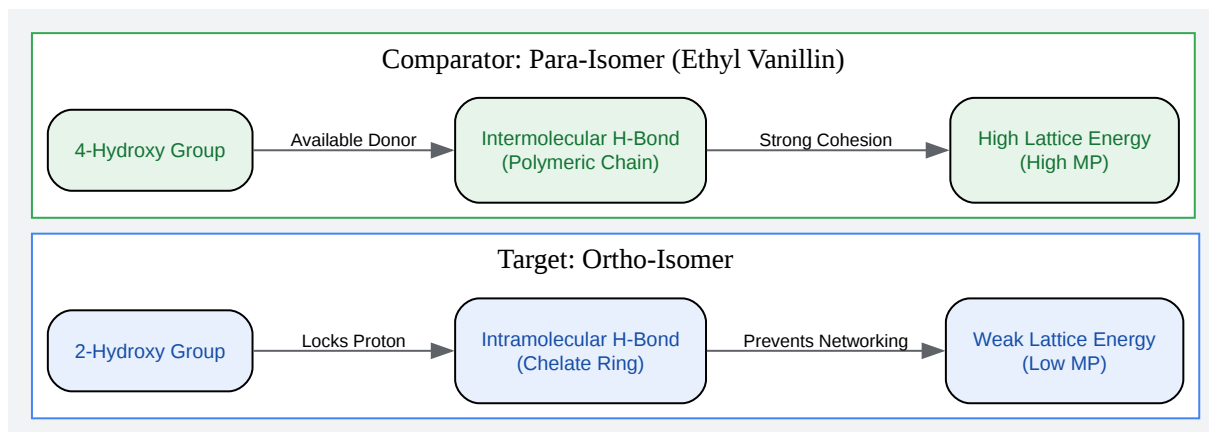 Comparator: Para-Isomer (Ethyl Vanillin)
4-Hydroxy Group
Available Donor
Intermolecular H-Bond
(Polymeric Chain)
Strong Cohesion
High Lattice Energy
(High MP)
Target: Ortho-Isomer
2-Hydroxy Group
Locks Proton
Intramolecular H-Bond
(Chelate Ring)
Prevents Networking
Weak Lattice Energy
(Low MP)